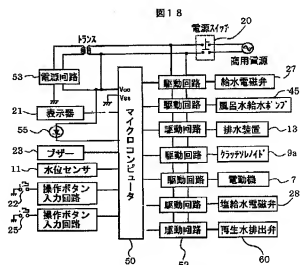 図18
電源スイッチ
20
トランス
商用電源
53
電源回路
VDD
VSS
21
表示器
55
23
ブザー
11
水位センサ
22
操作ボタン
入力回路
25
操作ボタン
入力回路
マイクロコンピュータ
50
駆動回路
給水電磁弁
27
駆動回路
風呂水給水ポンプ
45
駆動回路
排水装置
13
駆動回路
クラッチソレノイド
9a
駆動回路
電動機
7
駆動回路
塩給水電磁弁
28
駆動回路
再生水排出弁
60
52